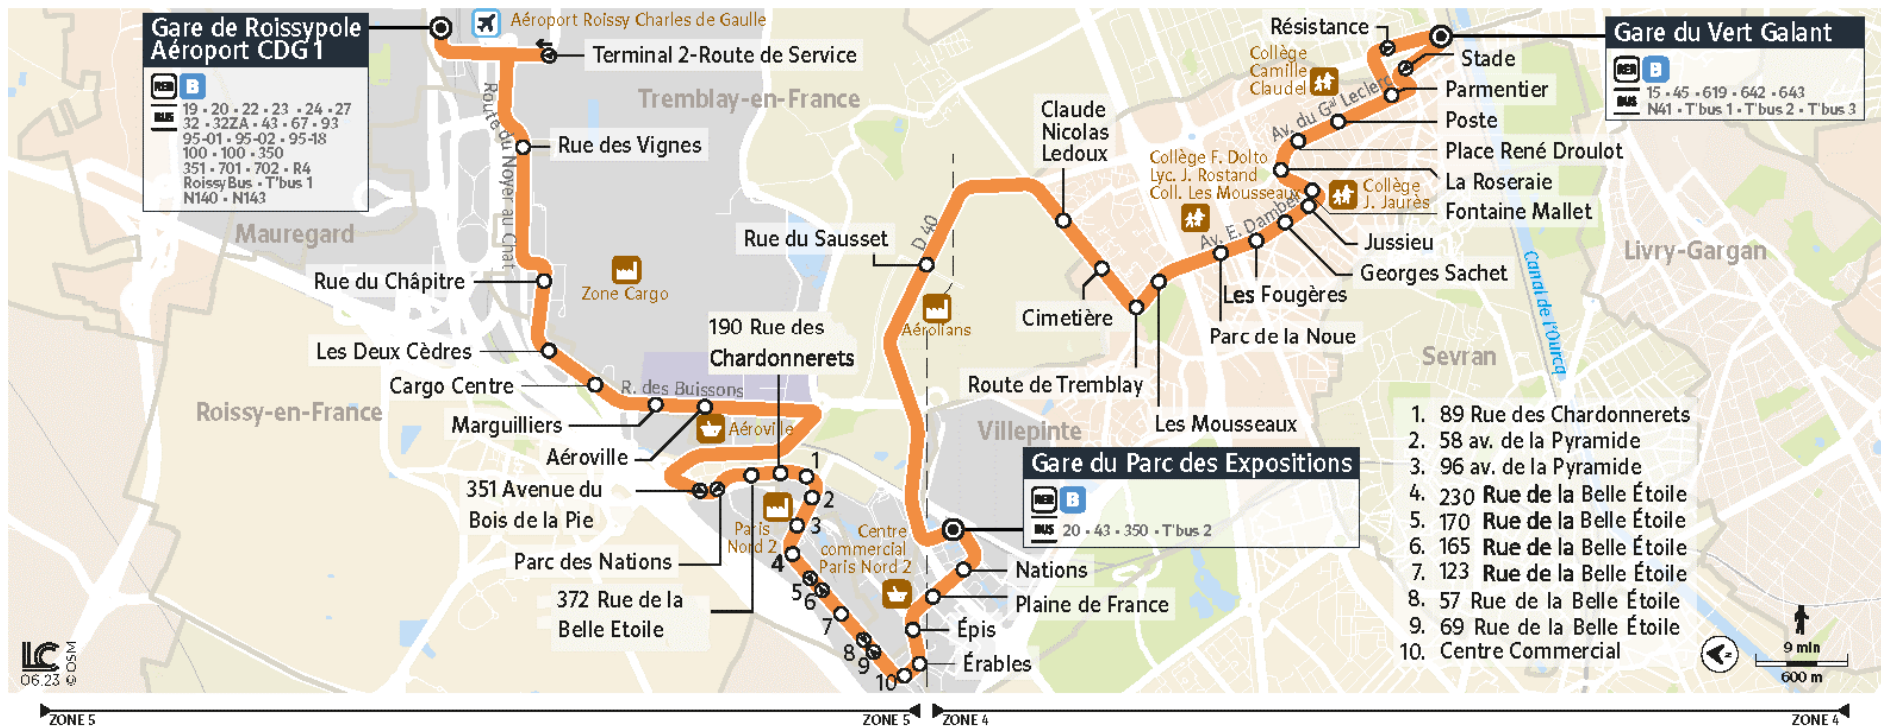 Gare de Roissypole
Aéroport CDG1
RER B
BUS
19 • 20 • 22 • 23 • 24 • 27
32 • 32ZA • 43 • 67 • 93
95-01 • 95-02 • 95-18
100 • 100 • 350
351 • 701 • 702 • R4
RoissyBus • T'bus 1
N140 • N143
Aéroport Roissy Charles de Gaulle
Terminal 2-Route de Service
Tremblay-en-France
Route du Noyer au Chat
Rue des Vignes
Mauregard
Rue du Châpitre
Zone Cargo
Les Deux Cèdres
Cargo Centre
Roissy-en-France
R. des Buissons
Marguilliers
Aéroville
Aéroville
190 Rue des
Chardonnerets
351 Avenue du
Bois de la Pie
Parc des Nations
372 Rue de la
Belle Etoile
Paris
Nord 2
1
2
3
4
5
6
7
8
9
10
Centre
commercial
Paris Nord 2
Rue du Sausset
D 40
Aérolians
Villepinte
Gare du Parc des Expositions
RER B
BUS
20 • 43 • 350 • T'bus 2
Nations
Plaine de France
Épis
Érables
Claude
Nicolas
Ledoux
Cimetière
Route de Tremblay
Les Mousseaux
Parc de la Noue
Les Fougères
Georges Sachet
Jussieu
Fontaine Mallet
La Roseraie
Place René Droulot
Poste
Parmentier
Stade
Résistance
Collège
Camille
Claudel
Av. du Gal Leclerc
Collège F. Dolto
Lyc. J. Rostand
Coll. Les Mousseaux
Av. E. Dambel
Collège
J. Jaurès
Gare du Vert Galant
RER B
BUS
15 • 45 • 619 • 642 • 643
N41 • T'bus 1 • T'bus 2 • T'bus 3
Canal de l'Ourcq
Livry-Gargan
Sevran
1. 89 Rue des Chardonnerets
2. 58 av. de la Pyramide
3. 96 av. de la Pyramide
4. 230 Rue de la Belle Étoile
5. 170 Rue de la Belle Étoile
6. 165 Rue de la Belle Étoile
7. 123 Rue de la Belle Étoile
8. 57 Rue de la Belle Étoile
9. 69 Rue de la Belle Étoile
10. Centre Commercial
N
9 min
600 m
LC
06.23 © OSM
ZONE 5
ZONE 5
ZONE 4
ZONE 4